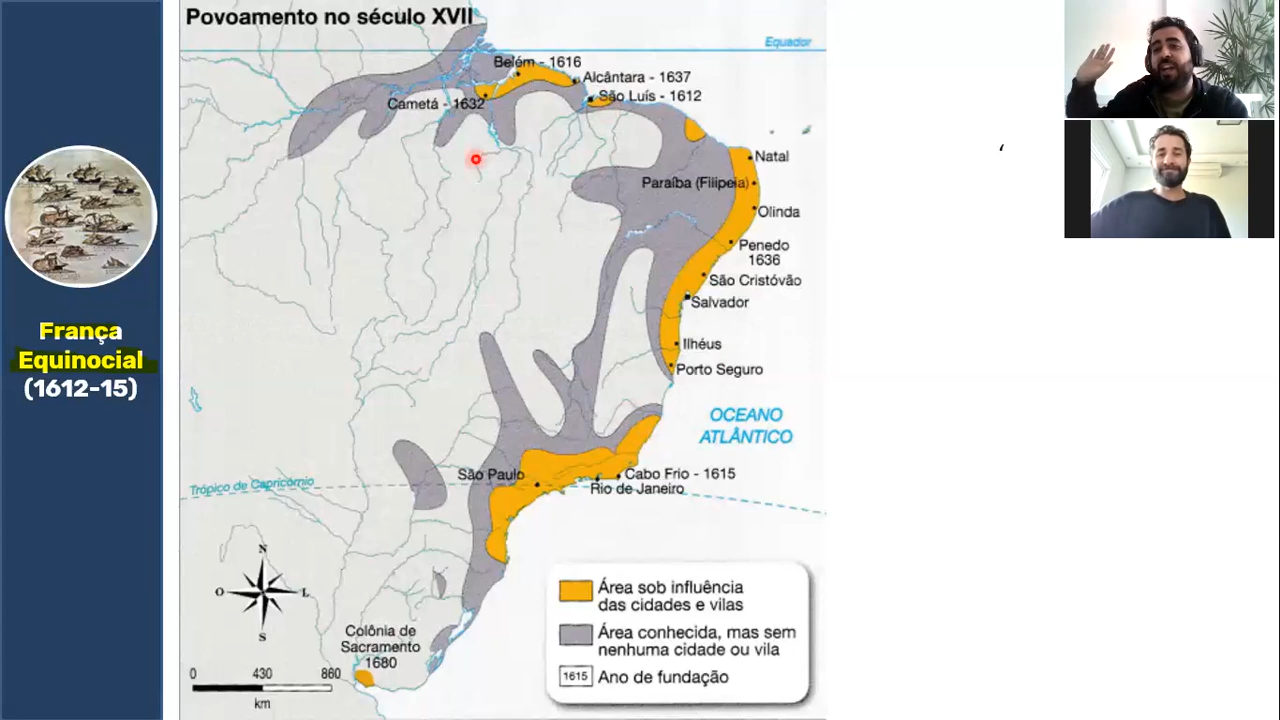 França
Equinocial
(1612-15)
Povoamento no século XVII
Equador
Belém - 1616
Alcântara - 1637
São Luís - 1612
Cametá - 1632
Natal
Paraíba (Filipéia)
Olinda
Penedo
1636
São Cristóvão
Salvador
Ilhéus
Porto Seguro
OCEANO
ATLÂNTICO
São Paulo
Cabo Frio - 1615
Rio de Janeiro
Trópico de Capricórnio
N
O
L
S
Colônia de
Sacramento
1680
0 430 860
km
Área sob influência
das cidades e vilas
Área conhecida, mas sem
nenhuma cidade ou vila
1615 Ano de fundação